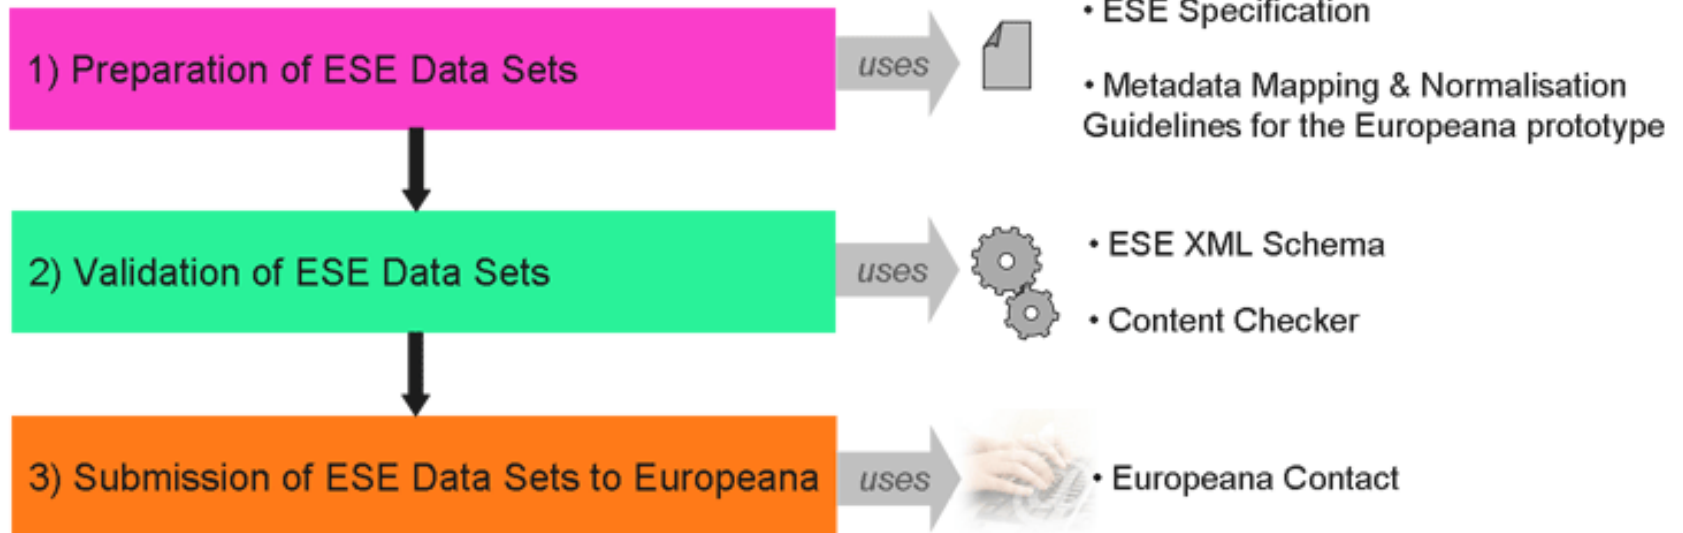 1) Preparation of ESE Data Sets
uses
• ESE Specification
• Metadata Mapping & Normalisation
Guidelines for the Europeana prototype
2) Validation of ESE Data Sets
uses
• ESE XML Schema
• Content Checker
3) Submission of ESE Data Sets to Europeana
uses
• Europeana Contact